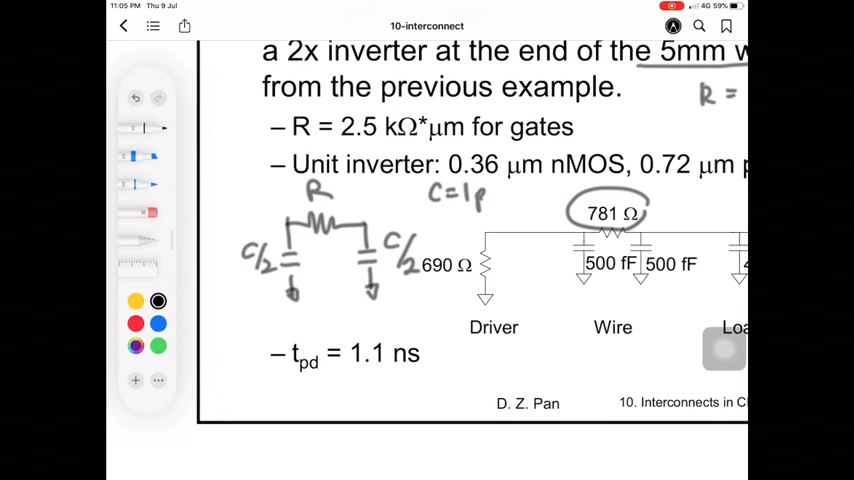 11:05 PM Thu 9 Jul
4G 59%
10-interconnect
a 2x inverter at the end of the 5mm w
from the previous example.
R =
– R = 2.5 kΩ*μm for gates
– Unit inverter: 0.36 μm nMOS, 0.72 μm p
R
C=1p
781 Ω
C/2
C/2
690 Ω
500 fF
500 fF
4
Driver
Wire
Loa
– tpd = 1.1 ns
D. Z. Pan
10. Interconnects in C